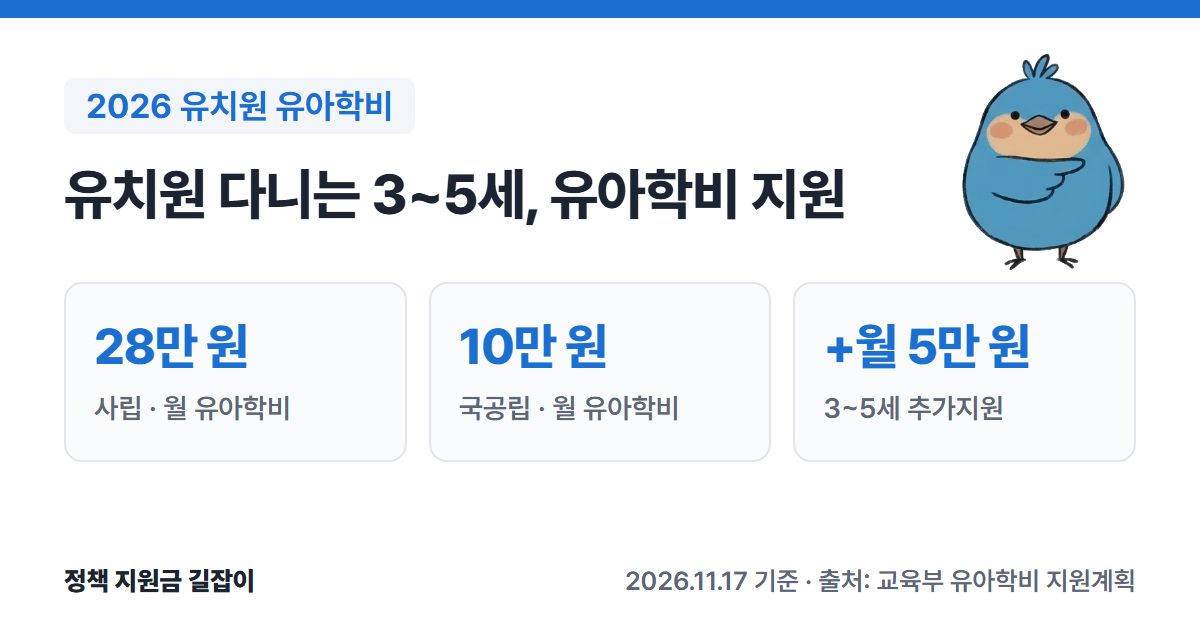 2026 유치원 유아학비
유치원 다니는 3~5세, 유아학비 지원
28만 원
사립 · 월 유아학비
10만 원
국공립 · 월 유아학비
+월 5만 원
3~5세 추가지원
정책 지원금 길잡이
2026.11.17 기준 · 출처: 교육부 유아학비 지원계획